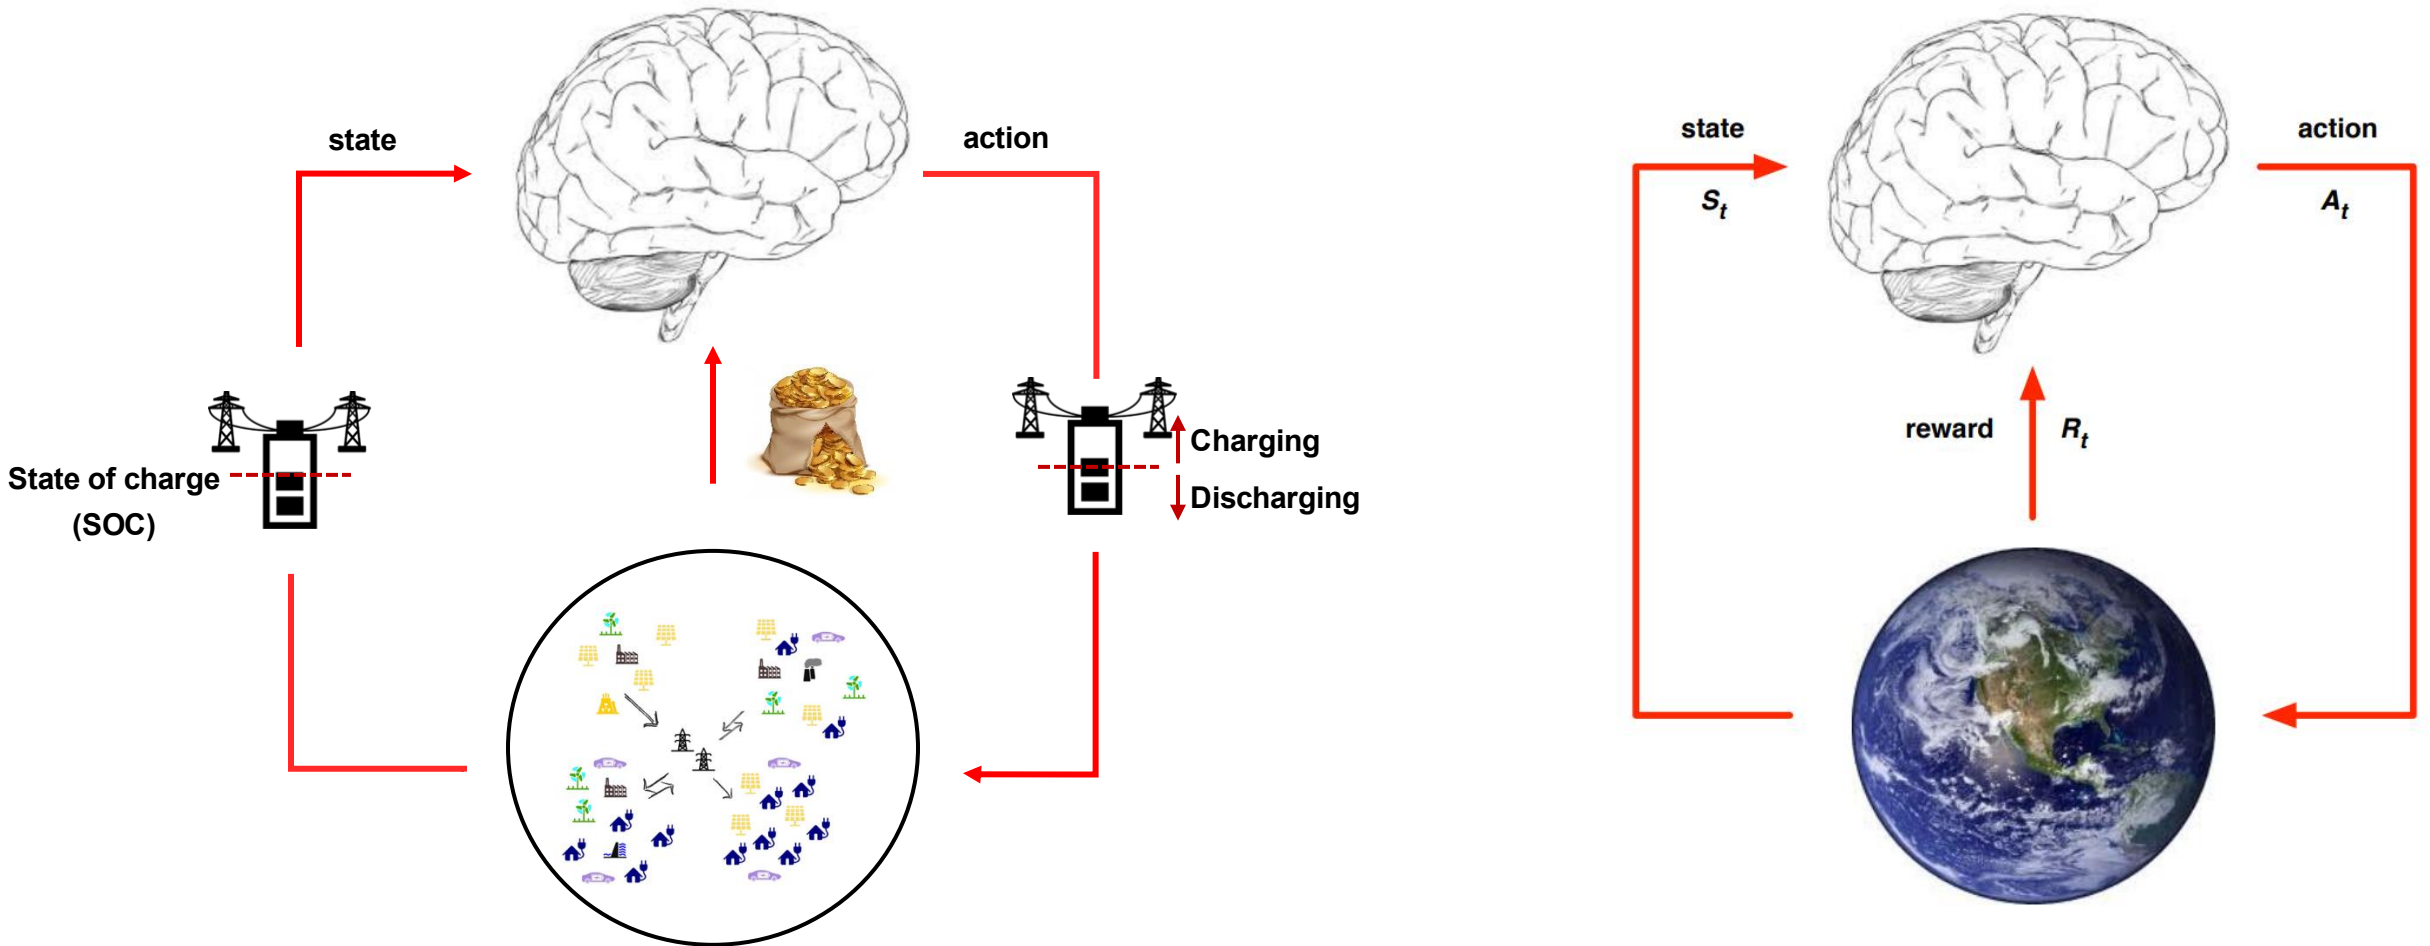 state
action
State of charge
(SOC)
Charging
Discharging
state
S_t
action
A_t
reward
R_t